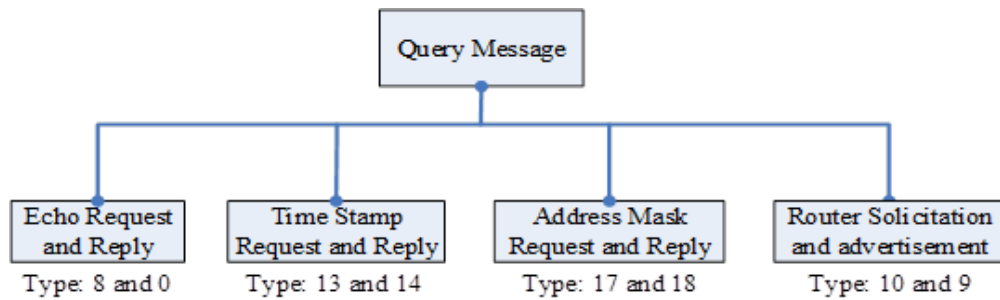 Query Message
Echo Request
and Reply
Type: 8 and 0
Time Stamp
Request and Reply
Type: 13 and 14
Address Mask
Request and Reply
Type: 17 and 18
Router Solicitation
and advertisement
Type: 10 and 9